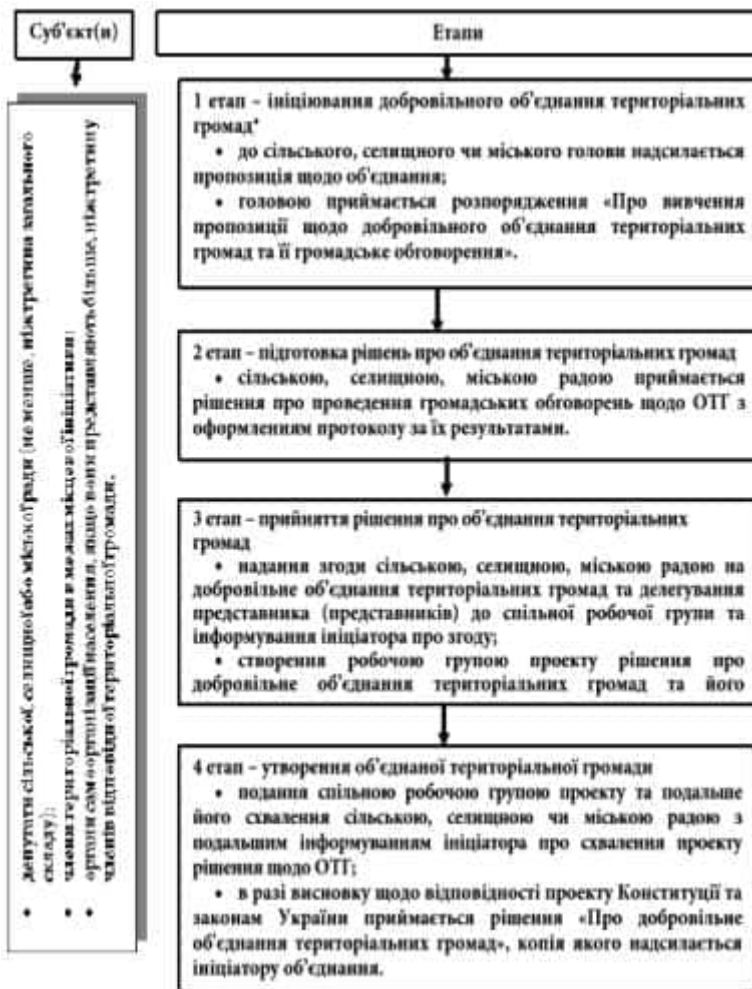 Суб'єкт(и)
Етапи
депутати сільської, селищної або міської ради (не менше, ніж третина загального
складу);
члени територіальної громади в межах місцевої ініціативи;
органи самоорганізації населення, якщо вони представляють більше, ніж третину
членів відповідної територіальної громади.
1 етап – ініціювання добровільного об'єднання територіальних
громад*
• до сільського, селищного чи міського голови надсилається
пропозиція щодо об'єднання;
• головою приймається розпорядження «Про вивчення
пропозиції щодо добровільного об'єднання територіальних
громад та її громадське обговорення».
2 етап – підготовка рішень про об'єднання територіальних громад
• сільською, селищною, міською радою приймається
рішення про проведення громадських обговорень щодо ОТГ з
оформленням протоколу за їх результатами.
3 етап – прийняття рішення про об'єднання територіальних
громад
• надання згоди сільською, селищною, міською радою на
добровільне об'єднання територіальних громад та делегування
представника (представників) до спільної робочої групи та
інформування ініціатора про згоду;
• створення робочою групою проекту рішення про
добровільне об'єднання територіальних громад та його
4 етап – утворення об'єднаної територіальної громади
• подання спільною робочою групою проекту та подальше
його схвалення сільською, селищною чи міською радою з
подальшим інформуванням ініціатора про схвалення проекту
рішення щодо ОТГ;
• в разі висновку щодо відповідності проекту Конституції та
законам України приймається рішення «Про добровільне
об'єднання територіальних громад», копія якого надсилається
ініціатору об'єднання.